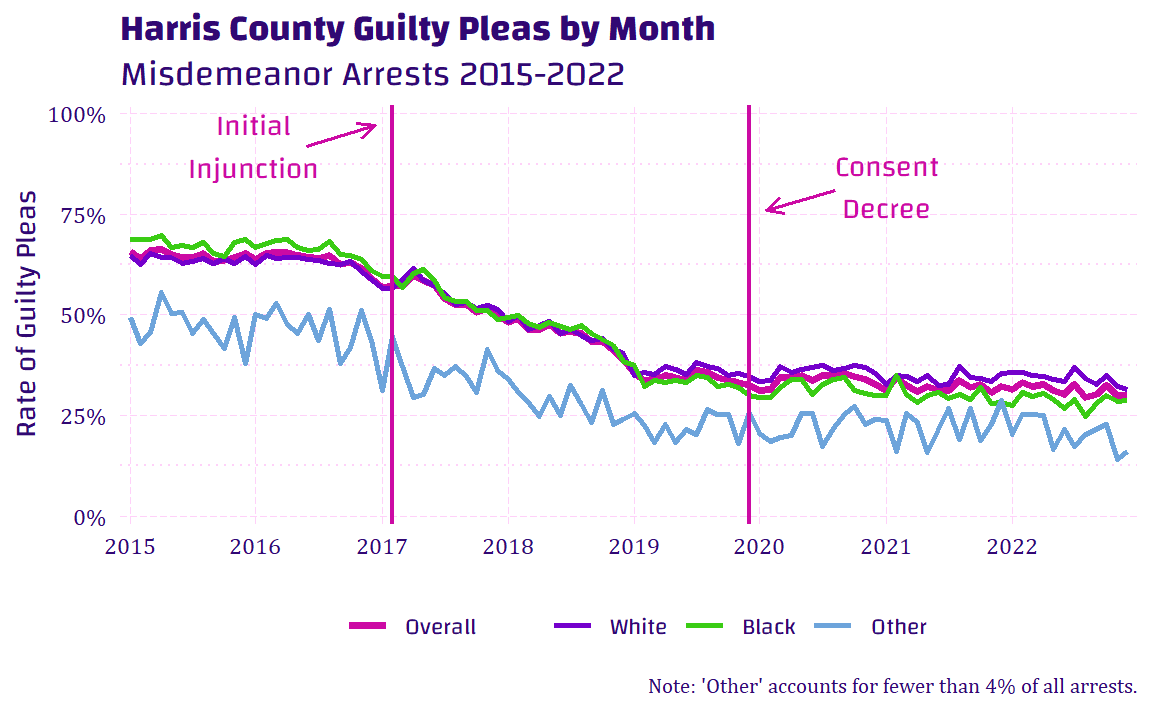 Harris County Guilty Pleas by Month
Misdemeanor Arrests 2015-2022
Rate of Guilty Pleas
100%
75%
50%
25%
0%
Initial
Injunction
Consent
Decree
2015 2016 2017 2018 2019 2020 2021 2022
Overall White Black Other
Note: 'Other' accounts for fewer than 4% of all arrests.